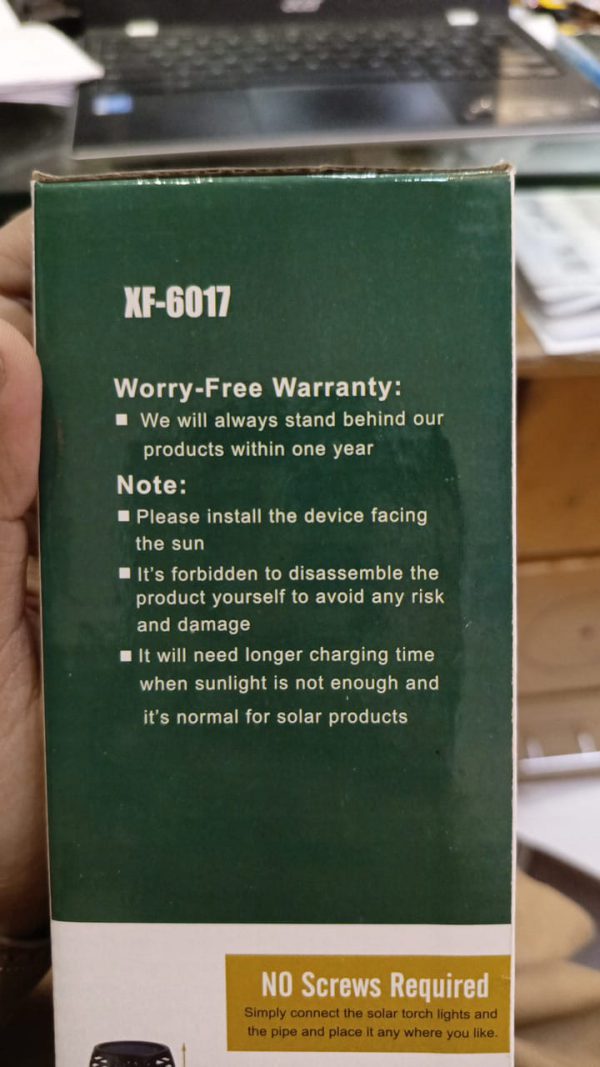 XF-6017
Worry-Free Warranty:
■ We will always stand behind our
products within one year
Note:
■ Please install the device facing
the sun
■ It's forbidden to disassemble the
product yourself to avoid any risk
and damage
■ It will need longer charging time
when sunlight is not enough and
it's normal for solar products
NO Screws Required
Simply connect the solar torch lights and
the pipe and place it any where you like.